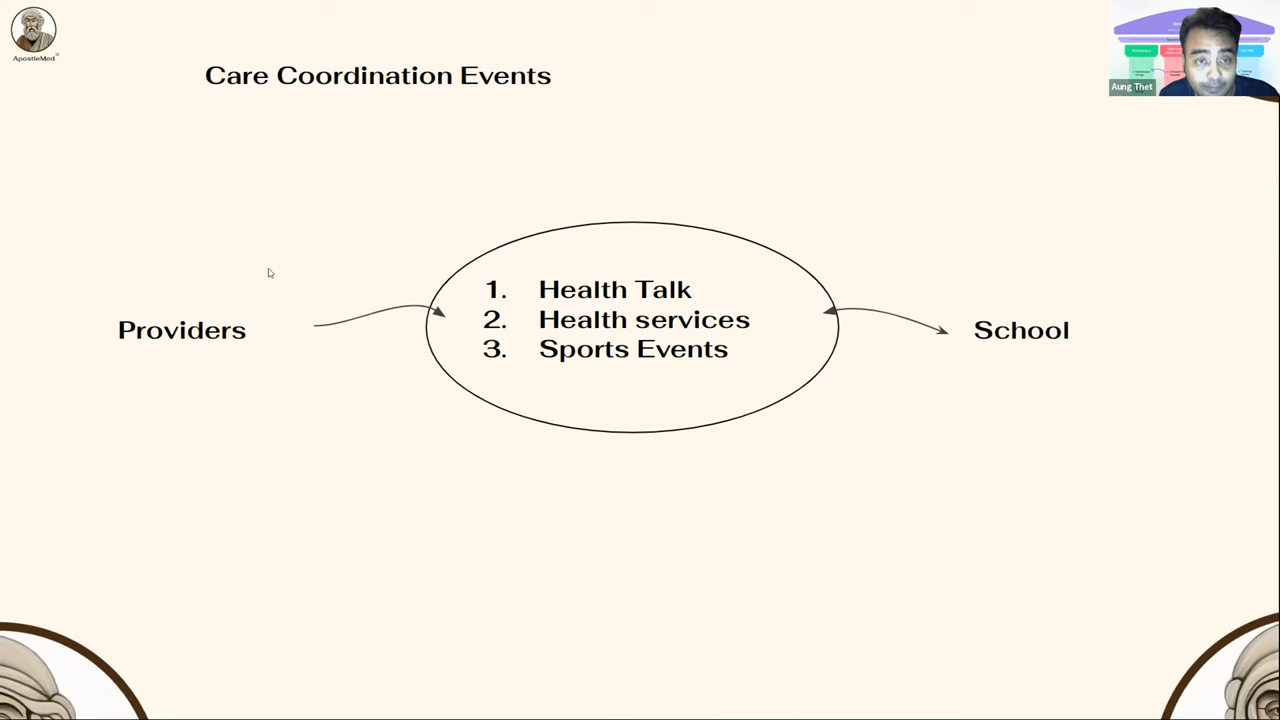 ApostleMed®
Care Coordination Events
Aung Thet
1. Health Talk
2. Health services
3. Sports Events
Providers
School